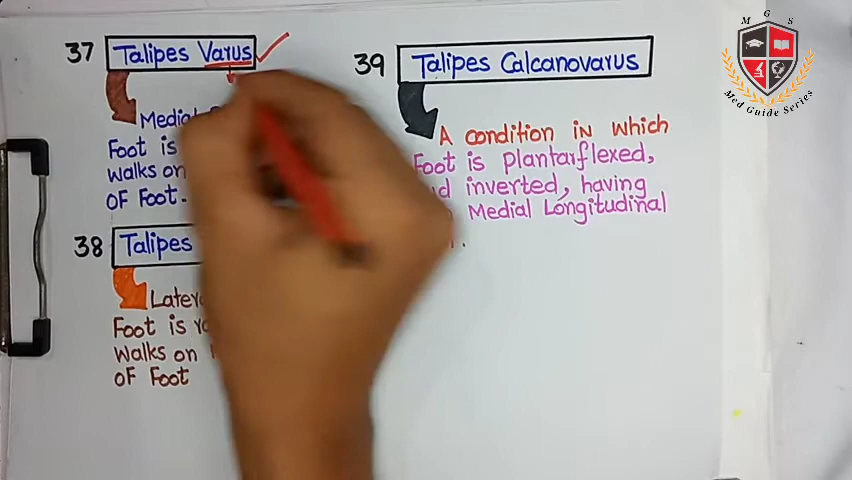 37 Talipes Varus
Medial
Foot is
Walks on
OF Foot.
38 Talipes
Foot is
Walks on
OF Foot
39 Talipes Calcanovarus
A condition in which
Foot is plantarflexed,
inverted, having
Medial Longitudinal
M G S
Med Guide Series